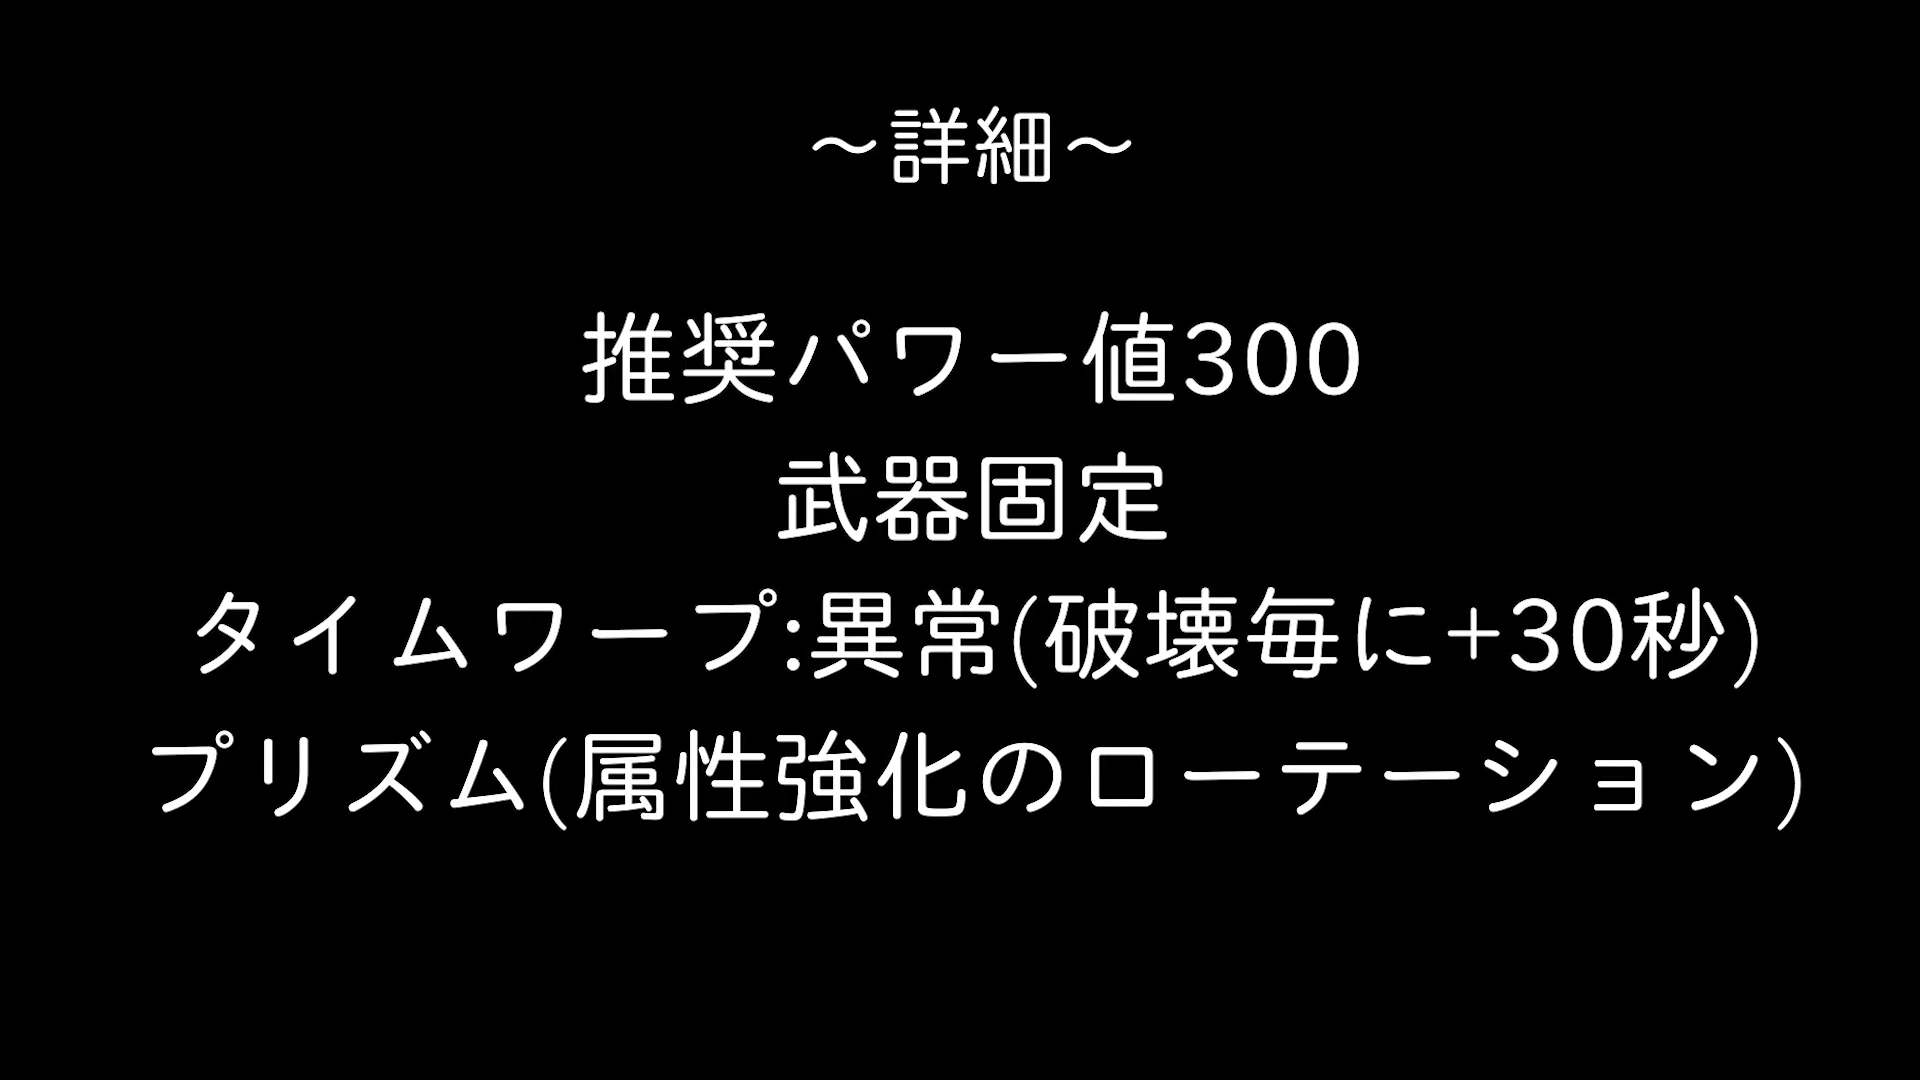 ～詳細～
推奨パワー値300
武器固定
タイムワープ:異常(破壊毎に+30秒)
プリズム(属性強化のローテーション)